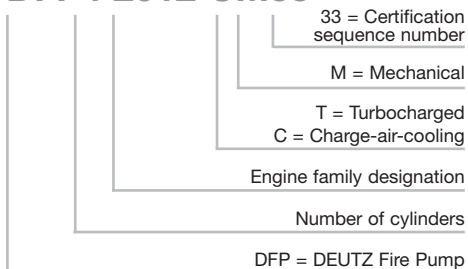 33 = Certification
sequence number
M = Mechanical
T = Turbocharged
C = Charge-air-cooling
Engine family designation
Number of cylinders
DFP = DEUTZ Fire Pump